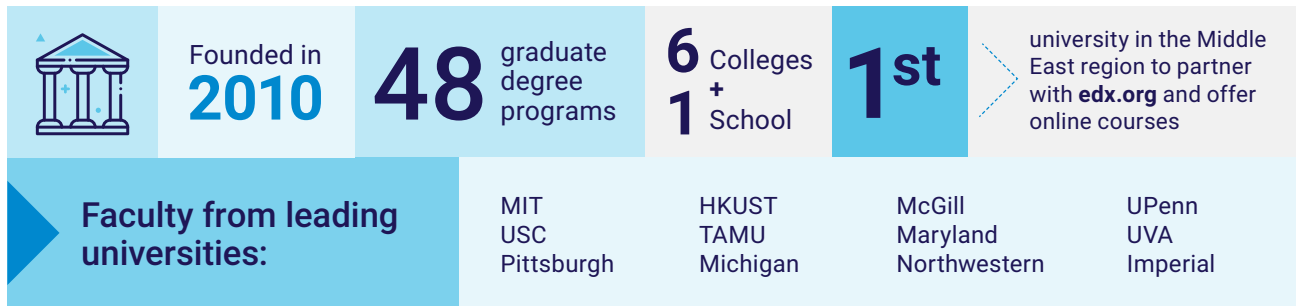 Founded in
2010
48
graduate
degree
programs
6 Colleges
+
1 School
1st
university in the Middle
East region to partner
with edx.org and offer
online courses
Faculty from leading
universities:
MIT
USC
Pittsburgh
HKUST
TAMU
Michigan
McGill
Maryland
Northwestern
UPenn
UVA
Imperial